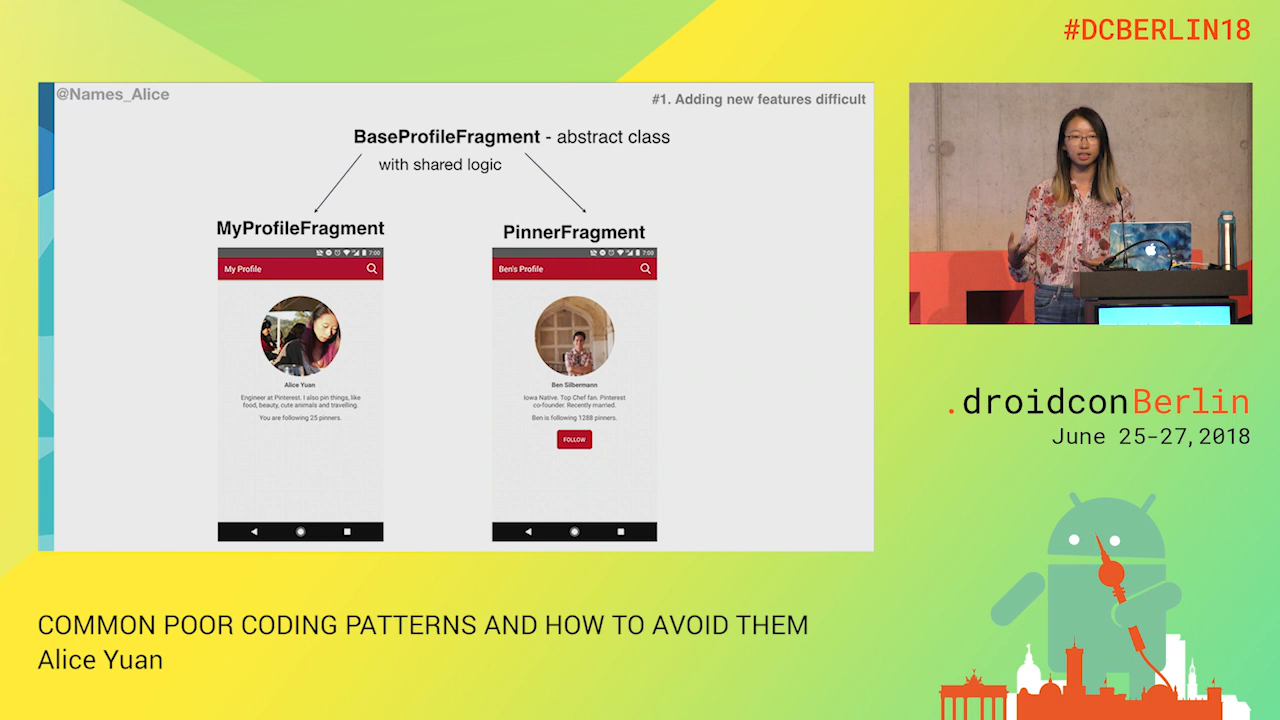 #DCBERLIN18
@Names_Alice
#1. Adding new features difficult
BaseProfileFragment - abstract class
with shared logic
MyProfileFragment
PinnerFragment
7:00
My Profile
Alice Yuan
Engineer at Pinterest. I also pin things, like
food, beauty, cute animals and travelling.
You are following 25 pinners.
7:00
Ben's Profile
Ben Silbermann
Iowa Native. Top Chef fan. Pinterest
co-founder. Recently married.
Ben is following 1288 pinners.
FOLLOW
.droidconBerlin
June 25-27, 2018
COMMON POOR CODING PATTERNS AND HOW TO AVOID THEM
Alice Yuan